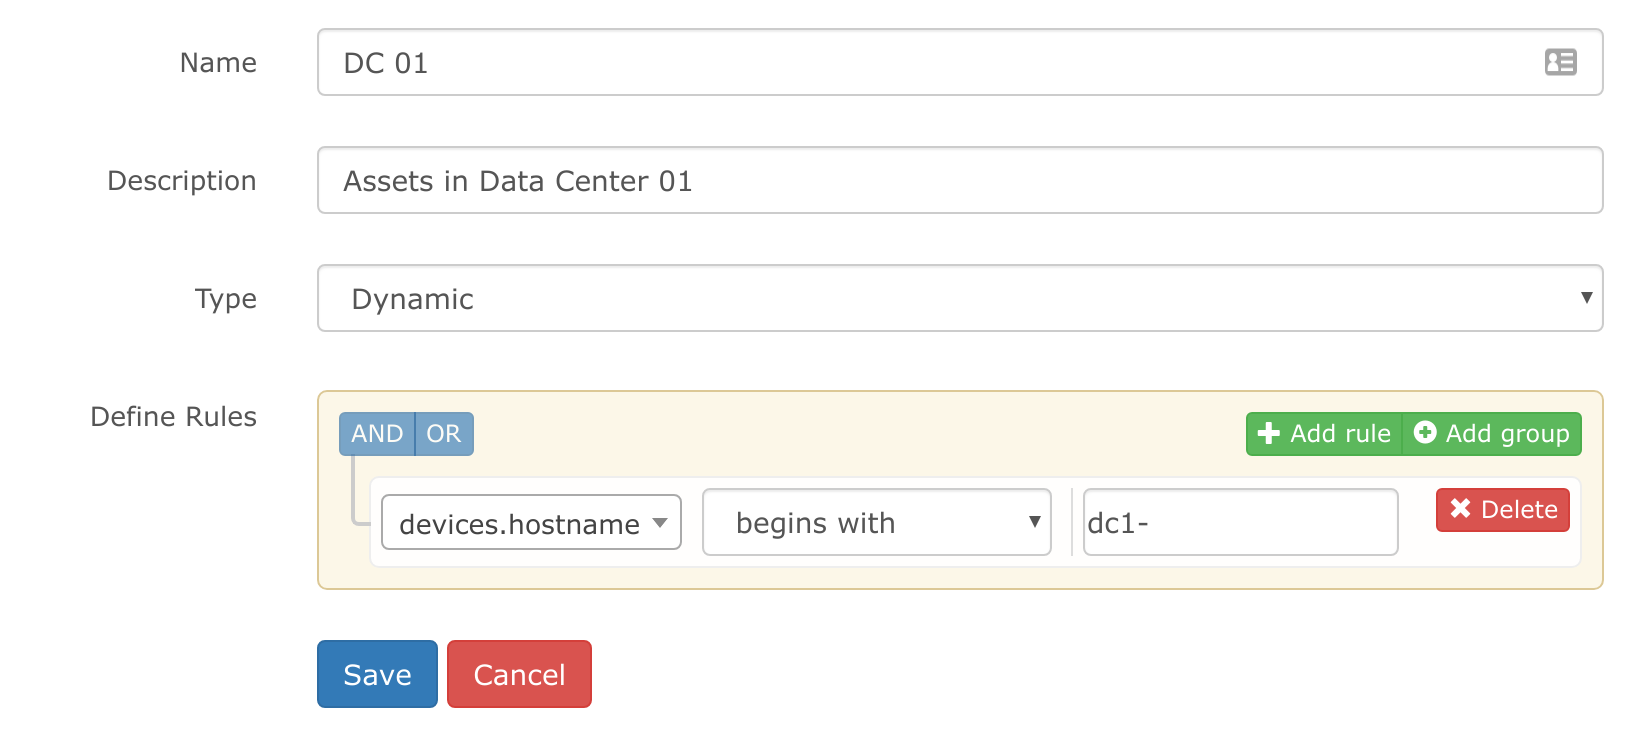 Name DC 01
Description Assets in Data Center 01
Type Dynamic
Define Rules AND OR Add rule Add group
devices.hostname begins with dc1- Delete
Save Cancel